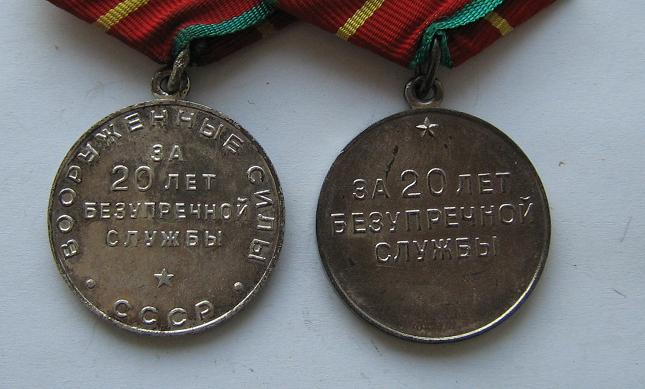 ВООРУЖЕННЫЕ СИЛЫ
ЗА
20 ЛЕТ
БЕЗУПРЕЧНОЙ
СЛУЖБЫ
СССР
ЗА 20 ЛЕТ
БЕЗУПРЕЧНОЙ
СЛУЖБЫ